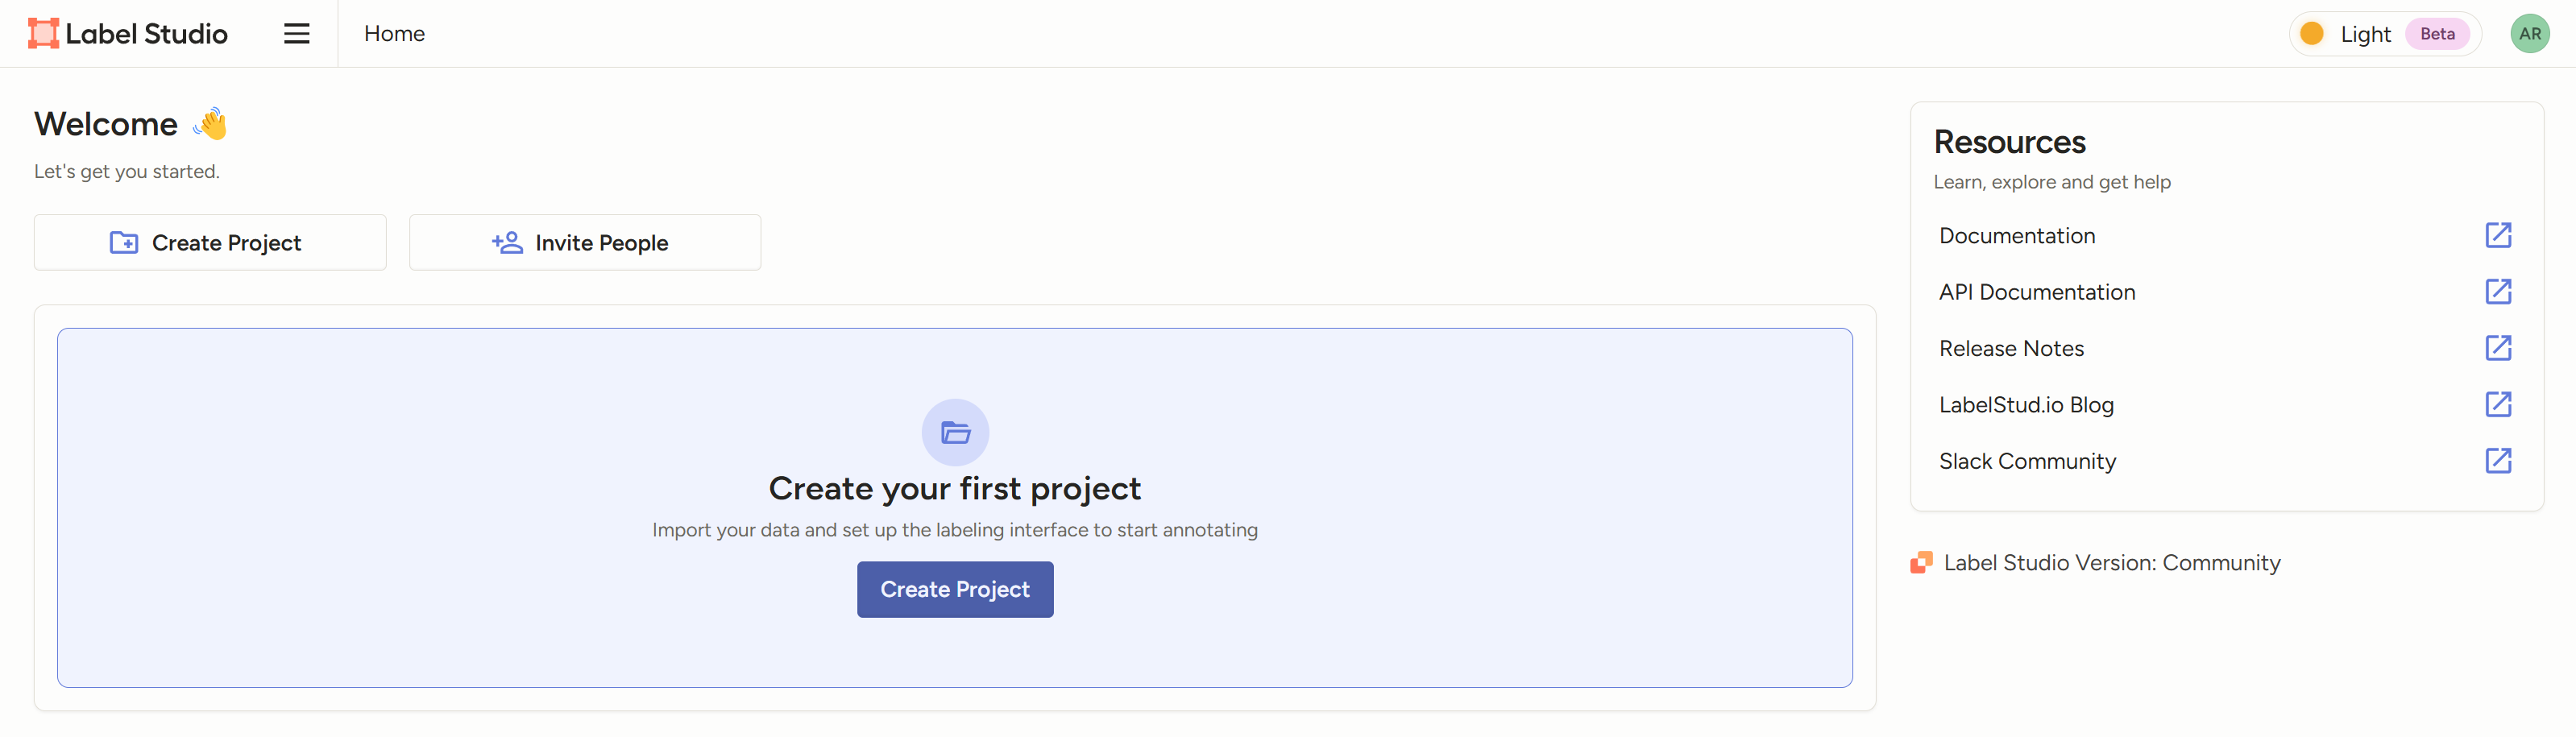 Label Studio
Home
Light Beta
AR
Welcome 👋
Let's get you started.
Create Project
Invite People
Create your first project
Import your data and set up the labeling interface to start annotating
Create Project
Resources
Learn, explore and get help
Documentation
API Documentation
Release Notes
LabelStud.io Blog
Slack Community
Label Studio Version: Community